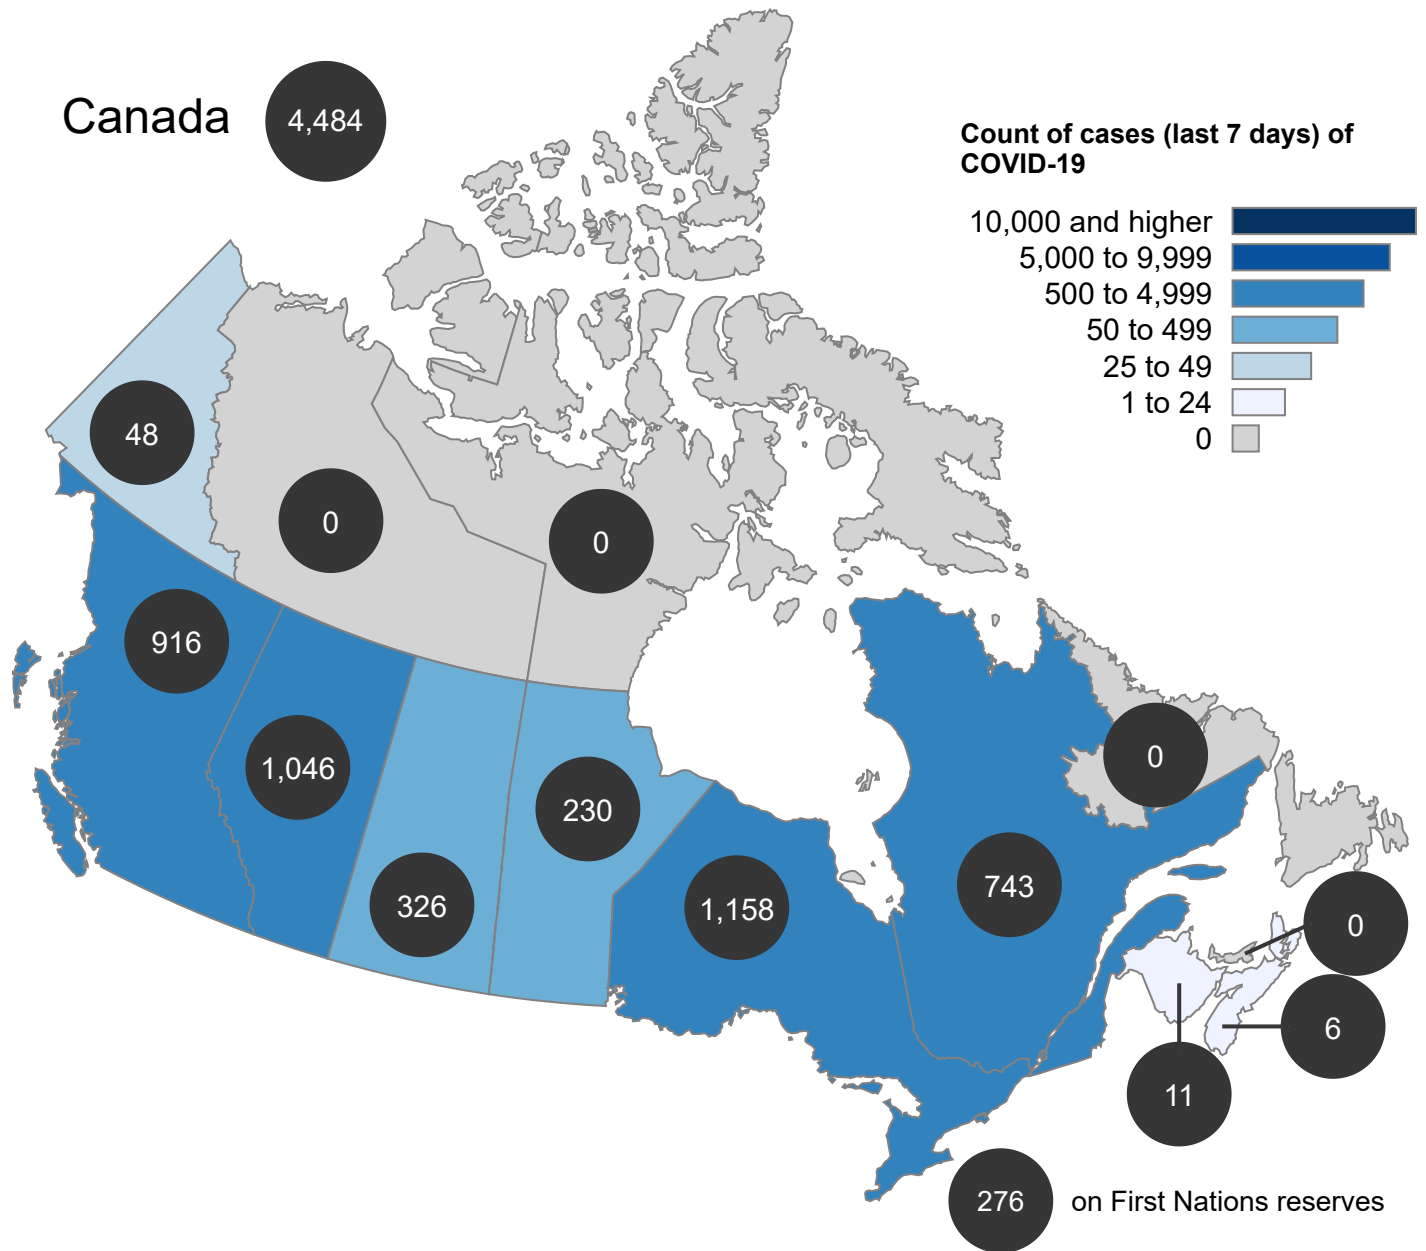 Canada
4,484
Count of cases (last 7 days) of
COVID-19
10,000 and higher
5,000 to 9,999
500 to 4,999
50 to 499
25 to 49
1 to 24
0
48
0
0
916
1,046
326
230
1,158
743
0
0
6
11
276 on First Nations reserves